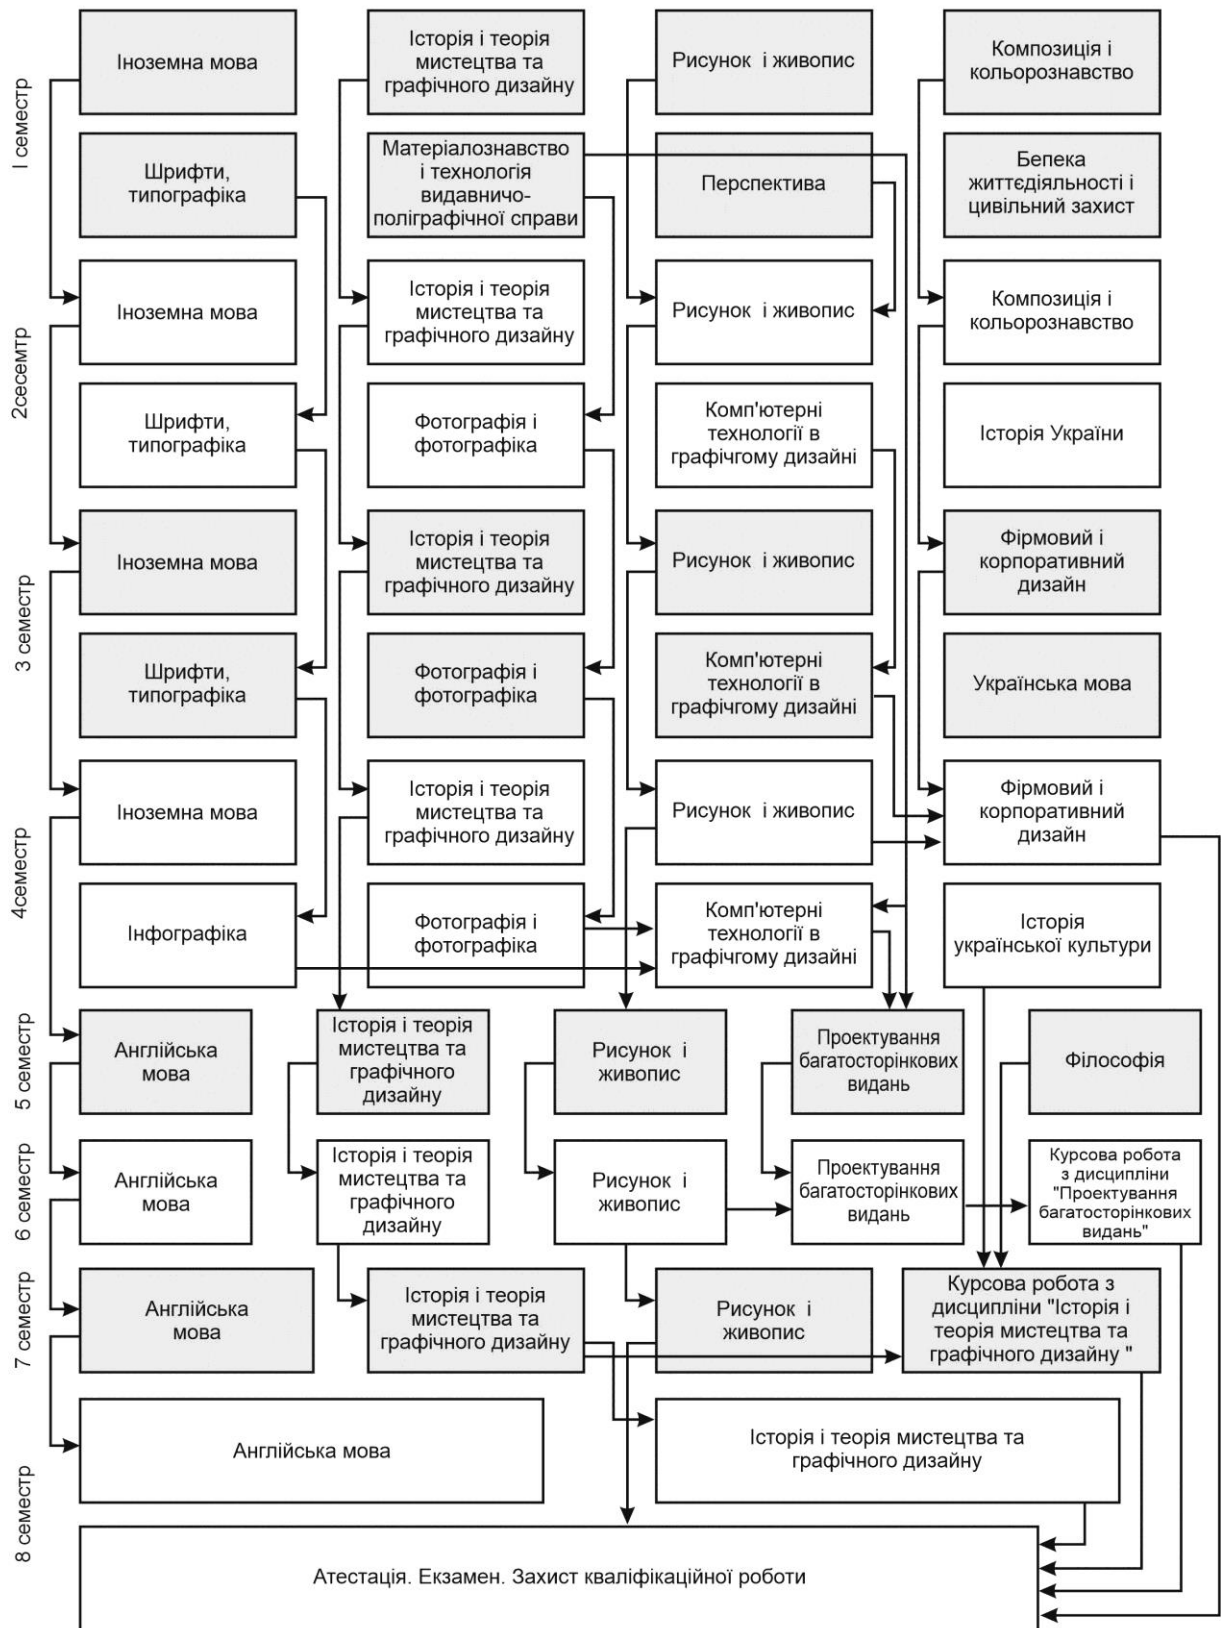 I семестр
Іноземна мова
Історія і теорія
мистецтва та
графічного дизайну
Рисунок і живопис
Композиція і
кольорознавство
Шрифти,
типографіка
Матеріалознавство
і технологія
видавничо-
поліграфічної справи
Перспектива
Бепека
життєдіяльності і
цивільний захист
2сесемтр
Іноземна мова
Історія і теорія
мистецтва та
графічного дизайну
Рисунок і живопис
Композиція і
кольорознавство
Шрифти,
типографіка
Фотографія і
фотографіка
Комп'ютерні
технології в
графічгому дизайні
Історія України
3 семестр
Іноземна мова
Історія і теорія
мистецтва та
графічного дизайну
Рисунок і живопис
Фірмовий і
корпоративний
дизайн
Шрифти,
типографіка
Фотографія і
фотографіка
Комп'ютерні
технології в
графічгому дизайні
Українська мова
4семестр
Іноземна мова
Історія і теорія
мистецтва та
графічного дизайну
Рисунок і живопис
Фірмовий і
корпоративний
дизайн
Інфографіка
Фотографія і
фотографіка
Комп'ютерні
технології в
графічгому дизайні
Історія
української культури
5 семестр
Англійська
мова
Історія і теорія
мистецтва та
графічного
дизайну
Рисунок і
живопис
Проектування
багатосторінкових
видань
Філософія
6 семестр
Англійська
мова
Історія і теорія
мистецтва та
графічного
дизайну
Рисунок і
живопис
Проектування
багатосторінкових
видань
Курсова робота
з дисципліни
"Проектування
багатосторінкових
видань"
7 семестр
Англійська
мова
Історія і теорія
мистецтва та
графічного дизайну
Рисунок і
живопис
Курсова робота з
дисципліни "Історія і
теорія мистецтва та
графічного дизайну "
8 семестр
Англійська мова
Історія і теорія мистецтва та
графічного дизайну
Атестація. Екзамен. Захист кваліфікаційної роботи